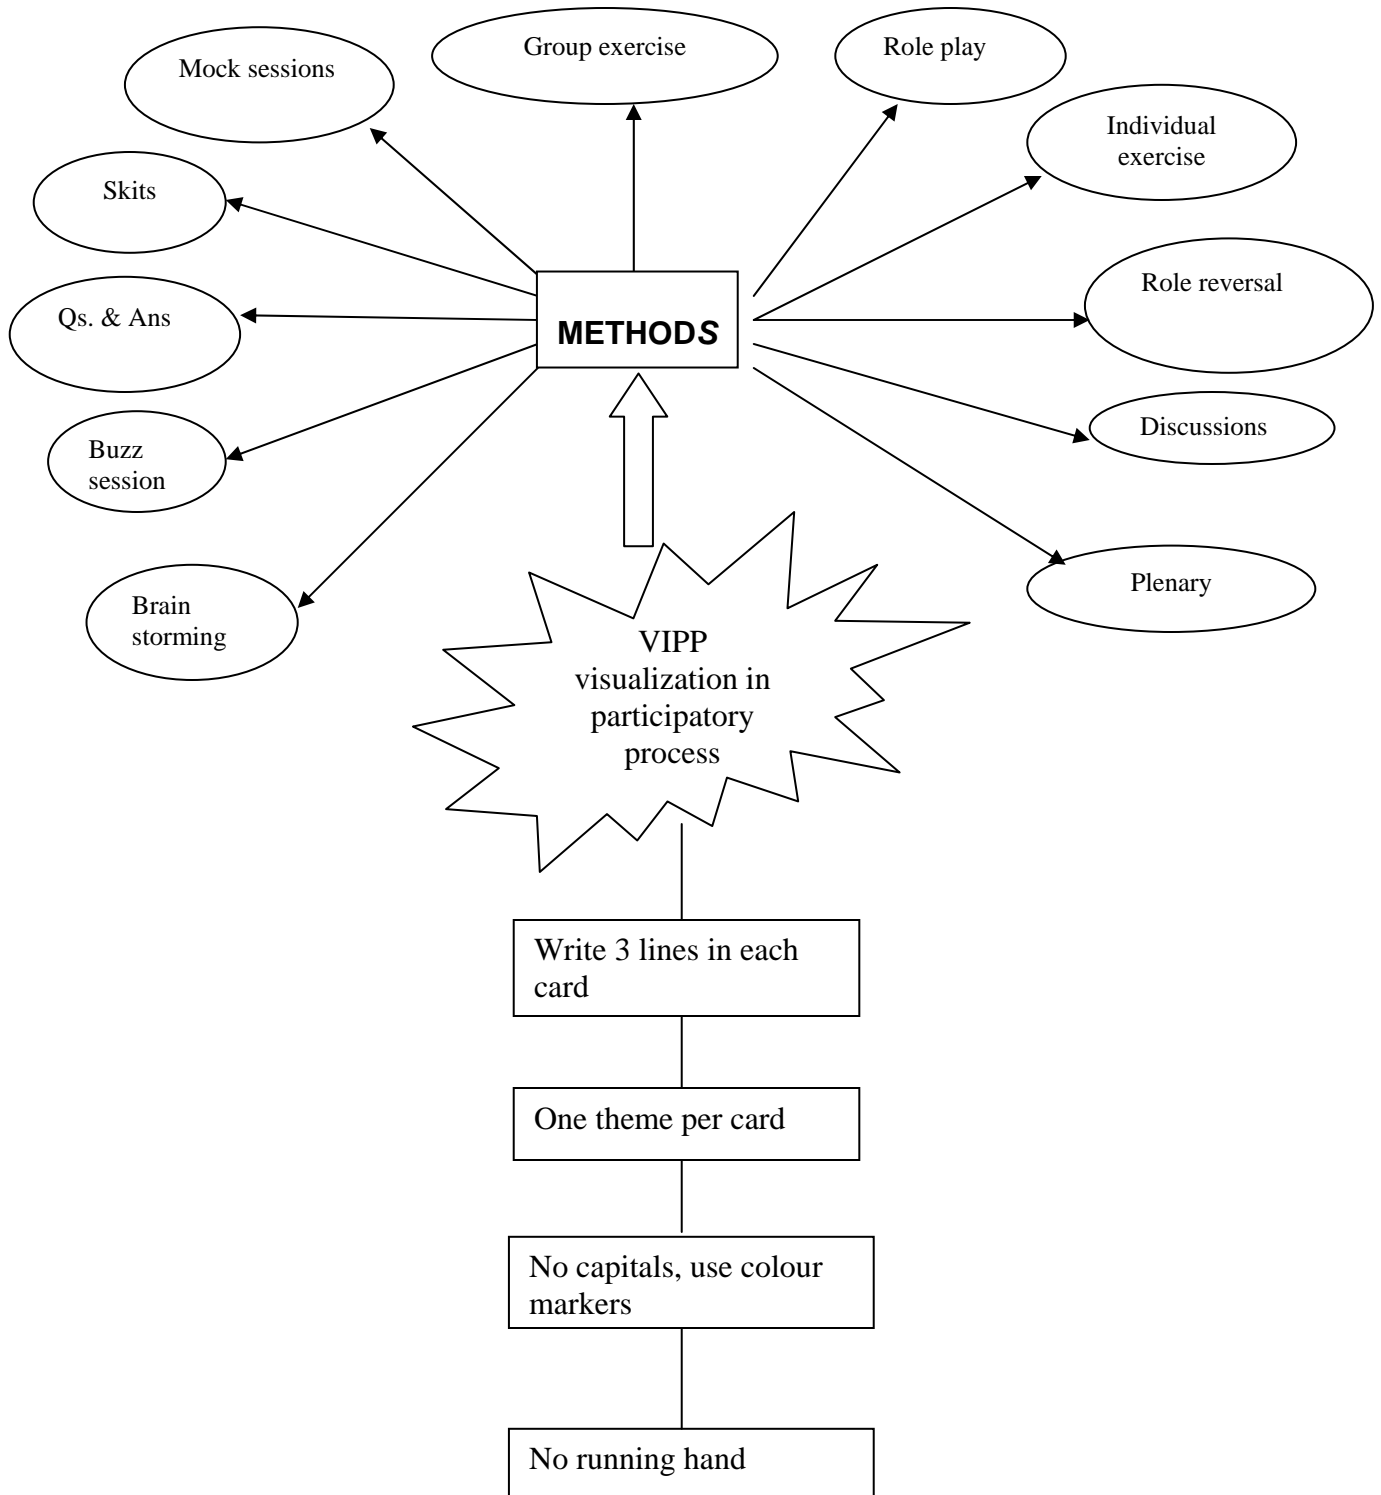 Group exercise
Role play
Mock sessions
Individual
exercise
Skits
Role reversal
Qs. & Ans
METHODS
Discussions
Buzz
session
Plenary
Brain
storming
VIPP
visualization in
participatory
process
Write 3 lines in each
card
One theme per card
No capitals, use colour
markers
No running hand